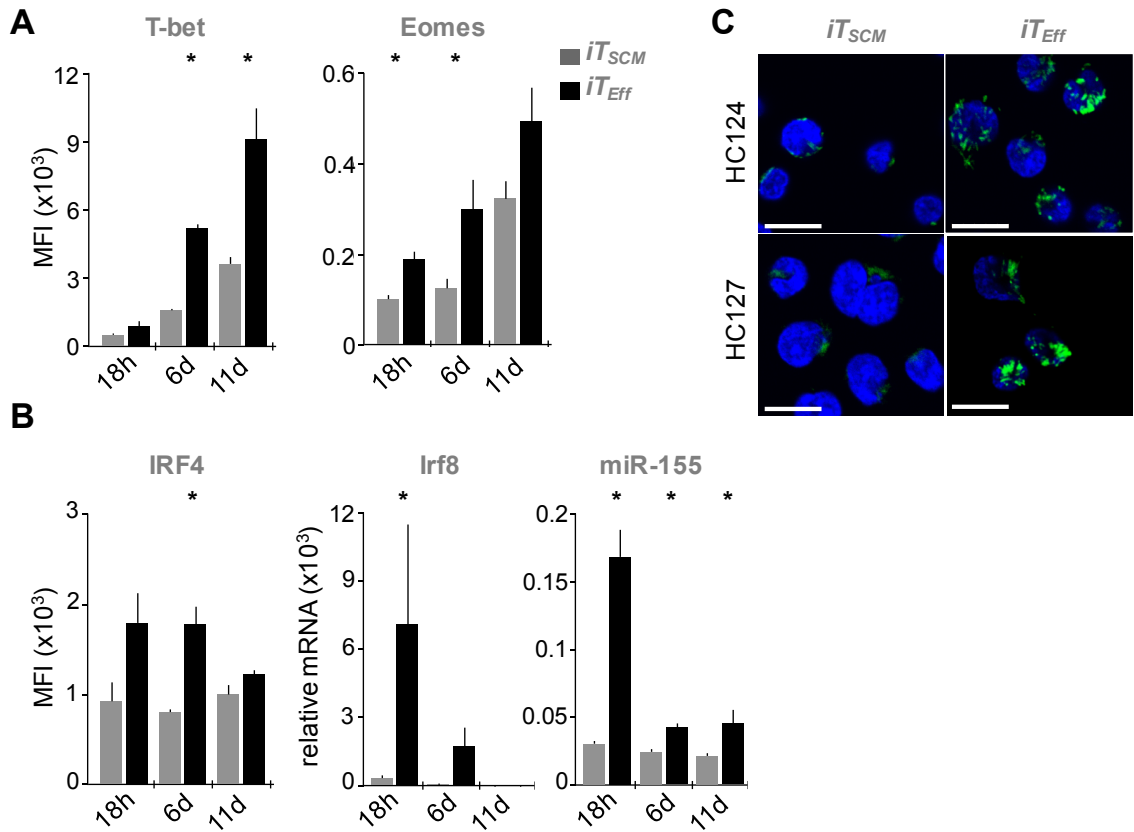 A
T-bet
Eomes
* *
* *
iTSCM
iTEff
MFI (x10³)
12
9
6
3
0
18h
6d
11d
0.6
0.4
0.2
0
18h
6d
11d
C
iTSCM
iTEff
HC124
HC127
B
IRF4
Irf8
miR-155
*
*
* * *
MFI (x10³)
3
2
1
0
18h
6d
11d
relative mRNA (x10³)
12
9
6
3
0
18h
6d
11d
0.2
0.15
0.1
0.05
0
18h
6d
11d